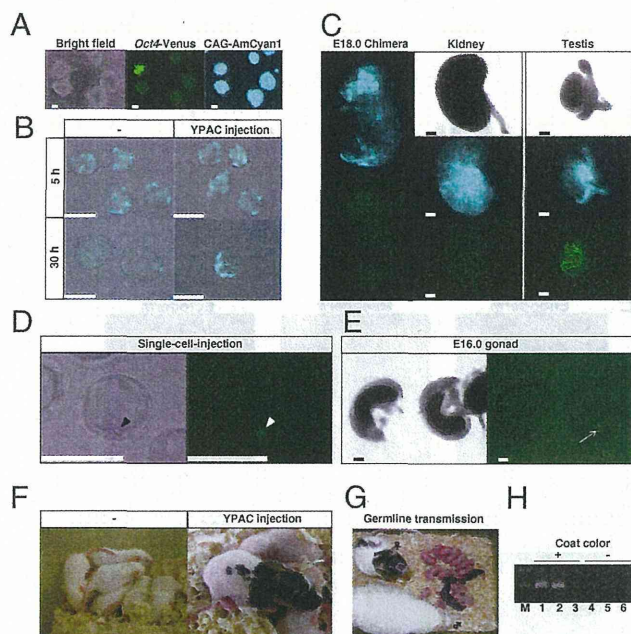 A
Bright field Oct4-Venus CAG-AmCyan1
B
- YPAC injection
5 h
30 h
C
E18.0 Chimera Kidney Testis
D
Single-cell-injection
E
E16.0 gonad
F
- YPAC injection
G
Germline transmission
H
Coat color
+ -
M 1 2 3 4 5 6